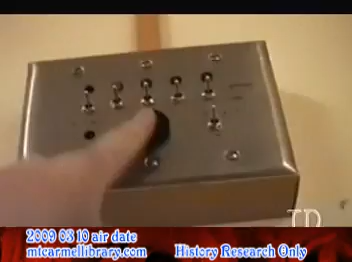 TD
2009 03 10 air date
mtcarmellibrary.com History Research Only